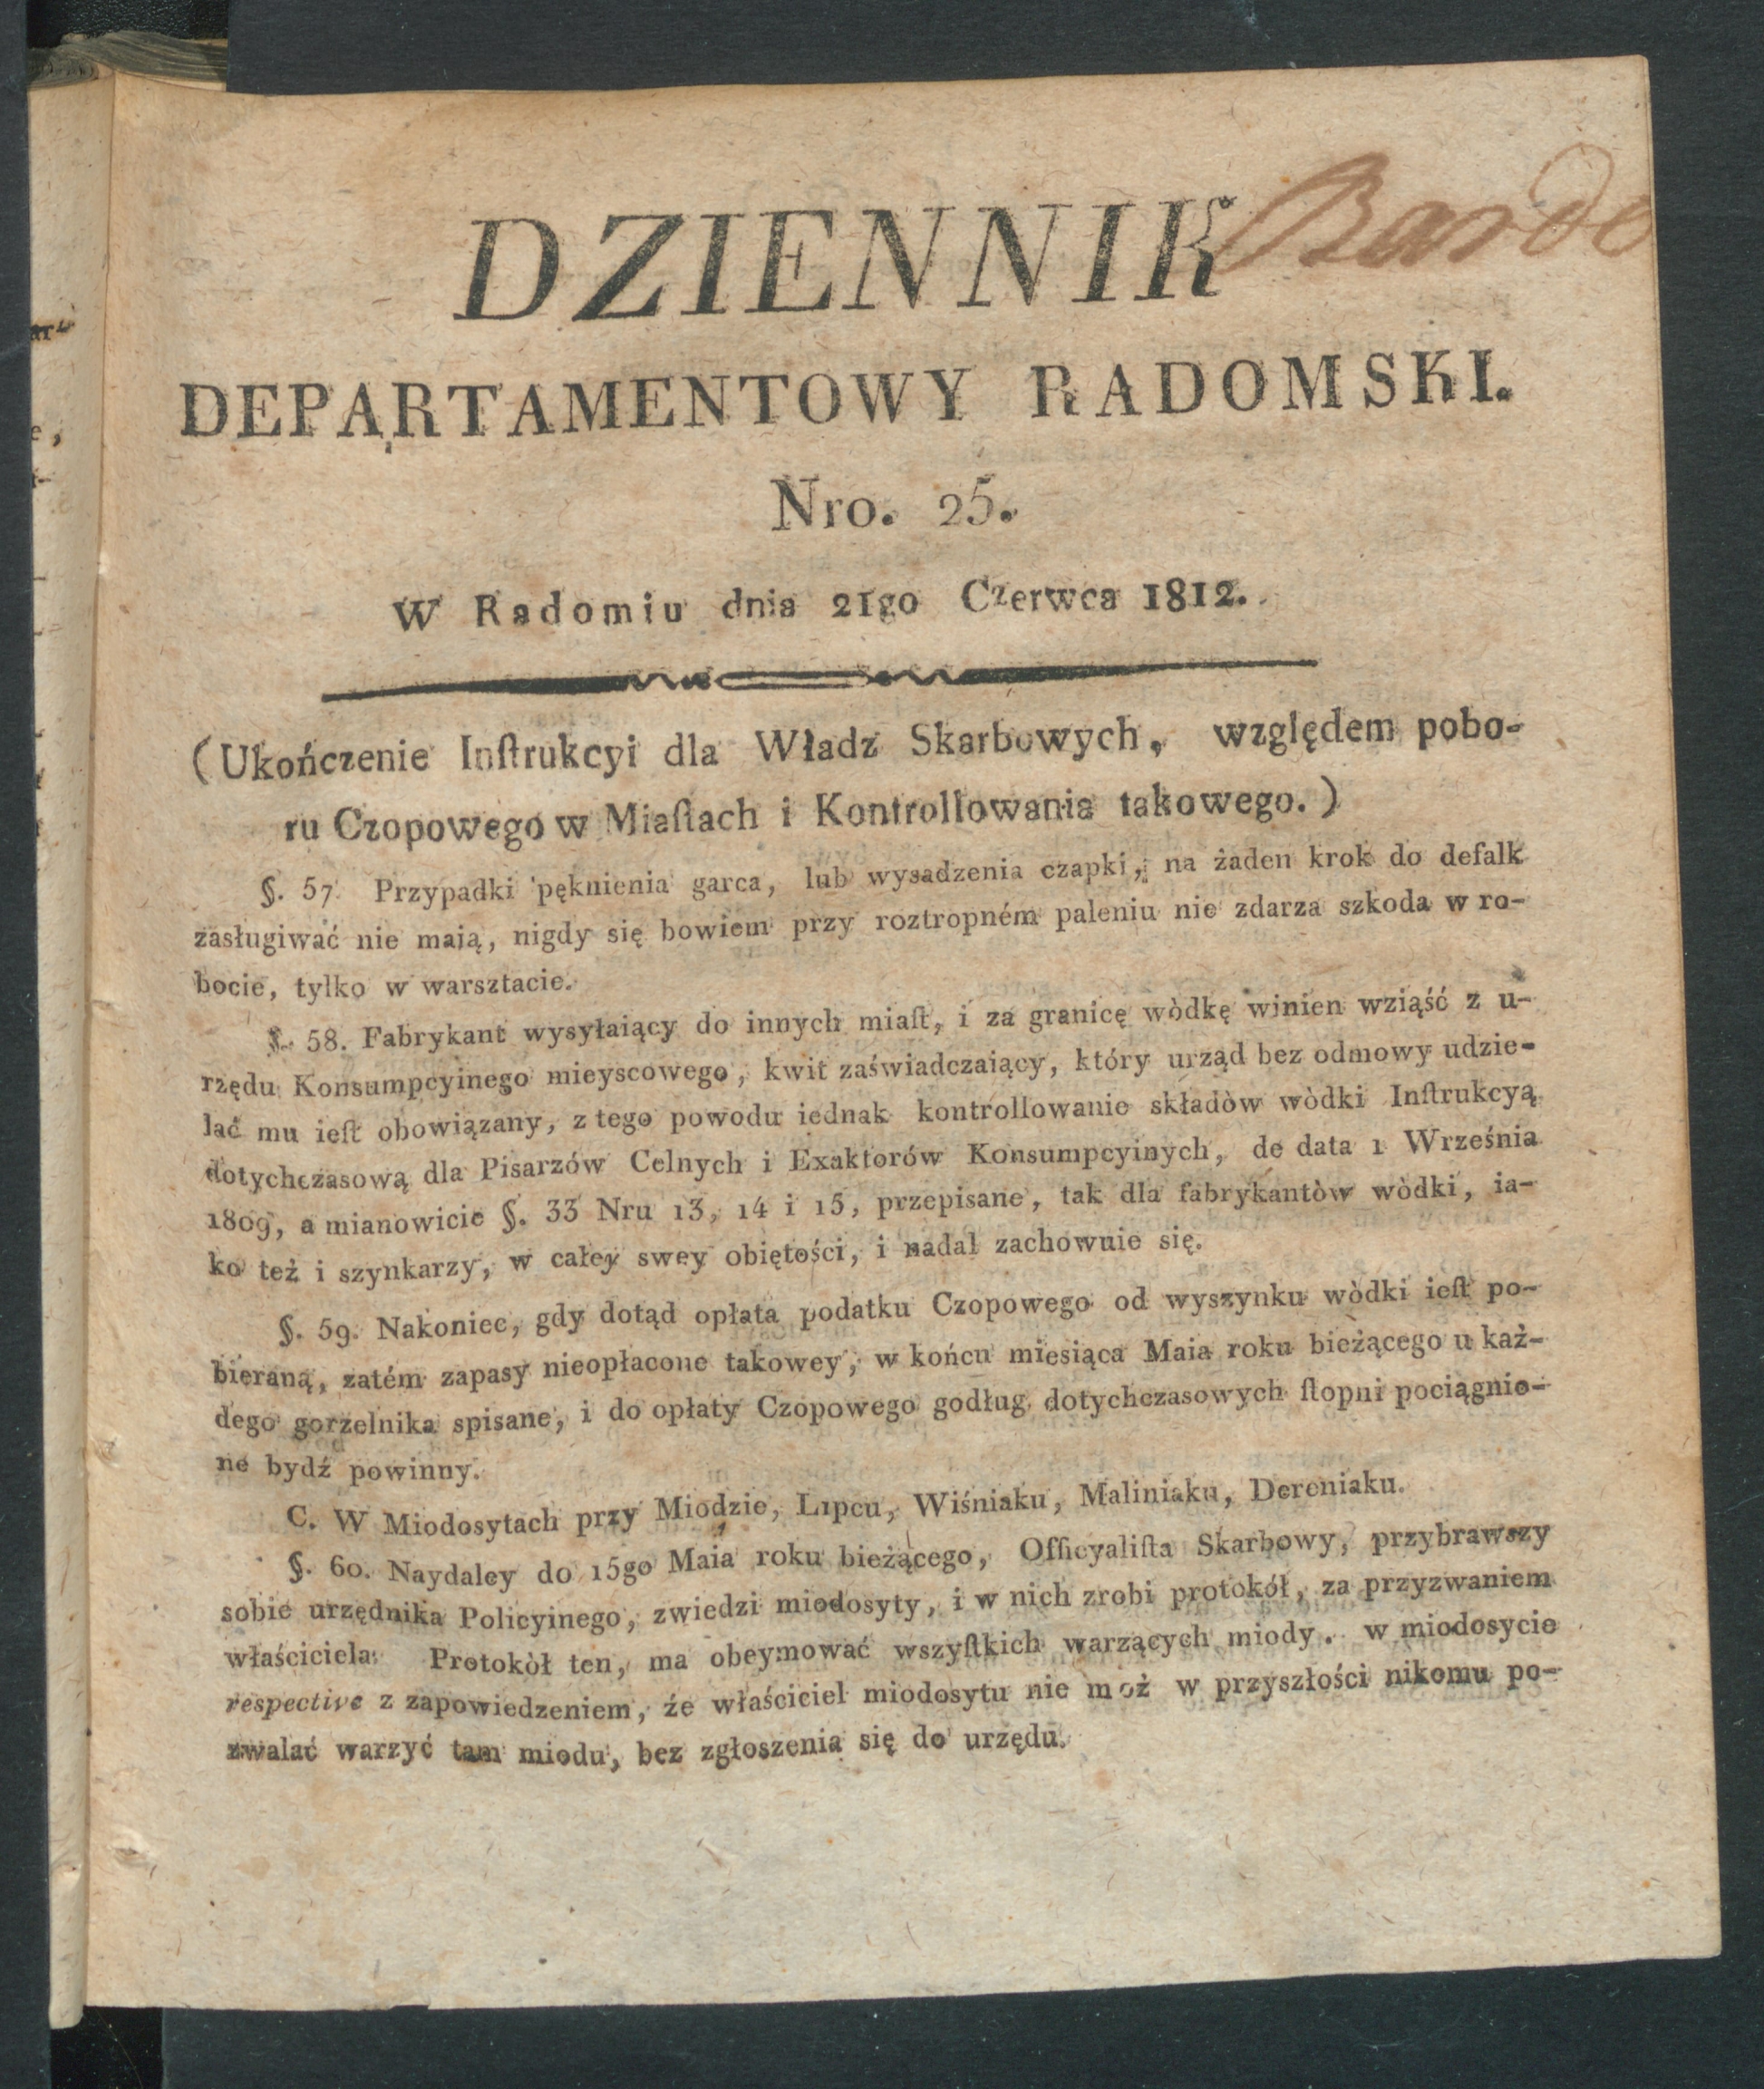 Bardo
DZIENNIK
DEPARTAMENTOWY RADOMSKI.
Nro. 25.
W Radomiu dnia 21go Czerwca 1812.
(Ukończenie Inſtrukcyi dla Władz Skarbowych, względem pobo-
ru Czopowego w Miaſtach i Kontrollowania takowego.)
§. 57. Przypadki pęknienia garca, lub wysadzenia czapki, na żaden krok do defalk
zasługiwać nie maią, nigdy się bowiem przy roztropném paleniu nie zdarza szkoda w ro-
bocie, tylko w warsztacie.
§. 58. Fabrykant wysyłaiący do innych miaſt, i za granicę wòdkę winien wziąść z u-
rzędu Konsumpcyinego mieyscowego, kwit zaświadczaiący, który urząd bez odmowy udzie-
lać mu ieſt obowiązany, z tego powodu iednak kontrollowanie składòw wòdki Inſtrukcyą
dotychczasową dla Pisarzów Celnych i Exaktorów Konsumpcyinych, de data 1 Września
1809, a mianowicie §. 33 Nru 13, 14 i 15, przepisane, tak dla fabrykantòw wòdki, ia-
ko też i szynkarzy, w całey swey obiętości, i nadal zachowuie się.
§. 59. Nakoniec, gdy dotąd opłata podatku Czopowego od wyszynku wòdki ieſt po-
bieraną, zatém zapasy nieopłacone takowey, w końcu miesiąca Maia roku bieżącego u każ-
dego gorzelnika spisane, i do opłaty Czopowego godług dotychczasowych ſtopni pociągnio-
ne bydź powinny.
C. W Miodosytach przy Miodzie, Lipcu, Wiśniaku, Maliniaku, Dereniaku.
§. 60. Naydaley do 15go Maia roku bieżącego, Officyaliſta Skarbowy, przybrawszy
sobie urzędnika Policyinego, zwiedzi miodosyty, i w nich zrobi protokół, za przyzwaniem
właściciela. Protokòł ten, ma obeymować wszyſtkich warzących miody. w miodosycie
respective z zapowiedzeniem, że właściciel miodosytu nie moż w przyszłości nikomu po-
zwalać warzyć tam miodu, bez zgłoszenia się do urzędu.